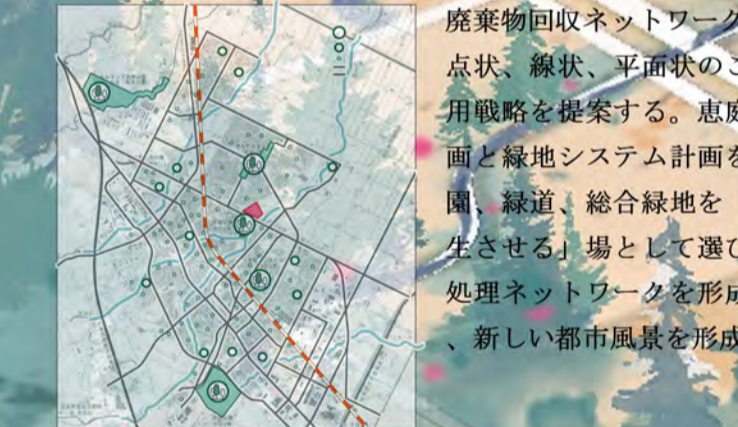 廃棄物回収ネットワーク
点状、線状、平面状のこ
用戦略を提案する。恵庭
画と緑地システム計画を
園、緑道、総合緑地を「
生させる」場として選び
処理ネットワークを形成
、新しい都市風景を形成